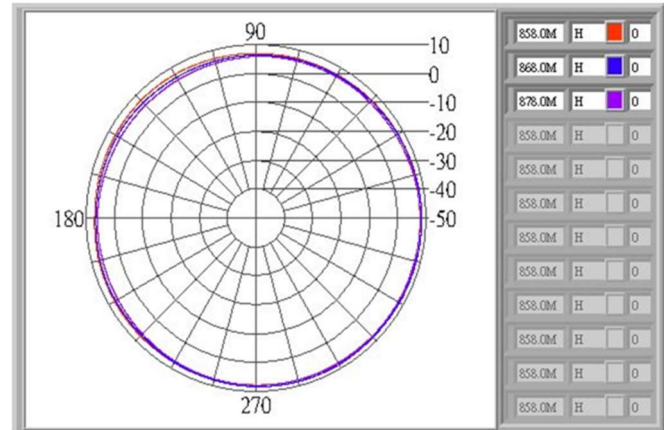 90
10
0
-10
-20
-30
-40
180 -50
270
858.0M H 0
868.0M H 0
878.0M H 0
858.0M H 0
858.0M H 0
858.0M H 0
858.0M H 0
858.0M H 0
858.0M H 0
858.0M H 0
858.0M H 0
858.0M H 0